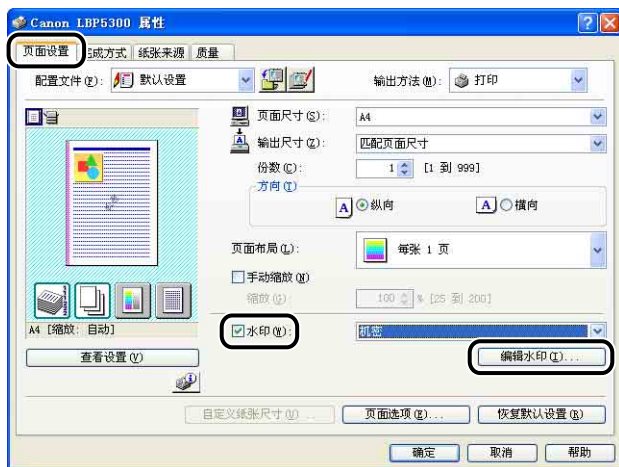 Canon LBP5300 属性
页面设置 完成方式 纸张来源 质量
配置文件(F): 默认设置 输出方法(M): 打印
页面尺寸(S): A4
输出尺寸(Z): 匹配页面尺寸
份数(C): 1 [1 到 999]
方向(T)
A 纵向 A 横向
页面布局(L): 每张 1 页
手动缩放(N)
缩放(G): 100 % [25 到 200]
A4 [缩放: 自动]
水印(W): 机密
查看设置(V) 编辑水印(I)...
自定义纸张尺寸(U)... 页面选项(E)... 恢复默认设置(R)
确定 取消 帮助